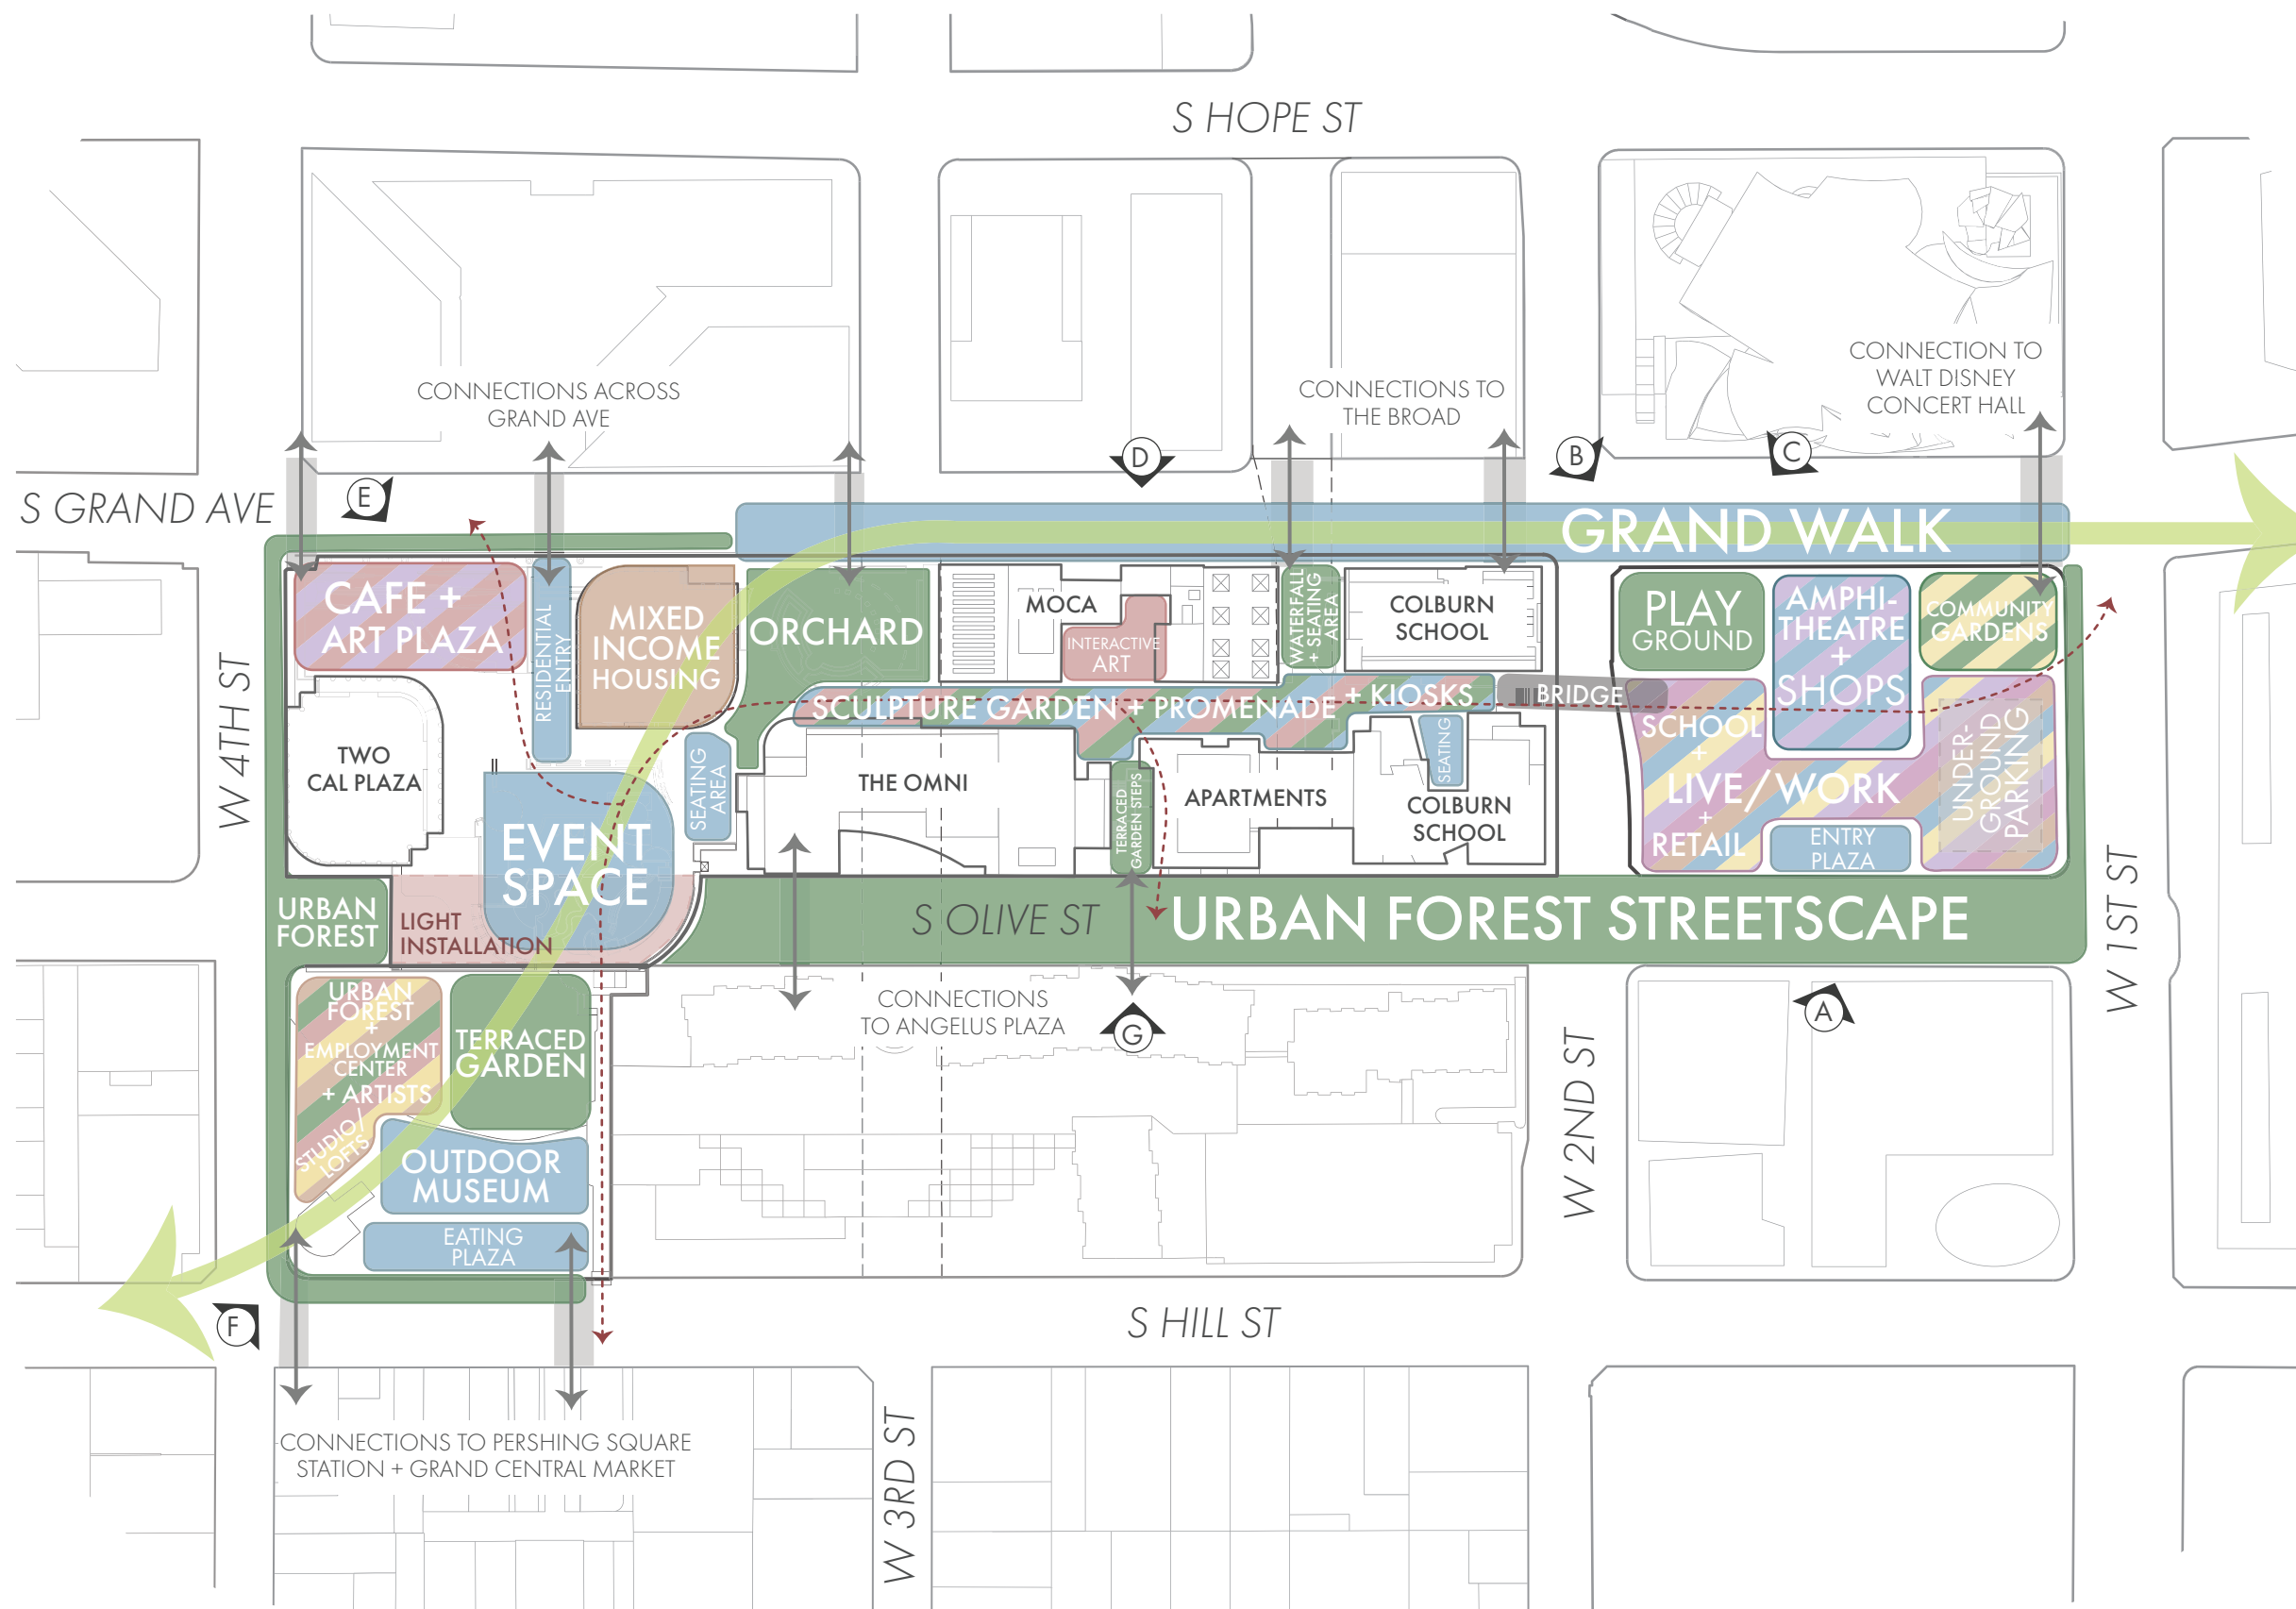 S HOPE ST
CONNECTIONS ACROSS
GRAND AVE
CONNECTIONS TO
THE BROAD
CONNECTION TO
WALT DISNEY
CONCERT HALL
D
B
C
E
S GRAND AVE
GRAND WALK
CAFE +
ART PLAZA
RESIDENTIAL
ENTRY
MIXED
INCOME
HOUSING
ORCHARD
MOCA
INTERACTIVE
ART
WATERFALL
+ SEATING
AREA
COLBURN
SCHOOL
PLAY
GROUND
AMPHI-
THEATRE
+
SHOPS
COMMUNITY
GARDENS
SCULPTURE GARDEN + PROMENADE
+ KIOSKS
BRIDGE
W 4TH ST
TWO
CAL PLAZA
SEATING
AREA
THE OMNI
TERRACED
GARDEN STEPS
APARTMENTS
SEATING
COLBURN
SCHOOL
SCHOOL
+
LIVE/WORK
+
RETAIL
ENTRY
PLAZA
UNDER-
GROUND
PARKING
EVENT
SPACE
URBAN
FOREST
LIGHT
INSTALLATION
S OLIVE ST
URBAN FOREST STREETSCAPE
W 1ST ST
URBAN
FOREST
+
EMPLOYMENT
CENTER
+ ARTISTS
STUDIO/
LOFTS
TERRACED
GARDEN
CONNECTIONS
TO ANGELUS PLAZA
G
A
W 2ND ST
OUTDOOR
MUSEUM
EATING
PLAZA
F
S HILL ST
CONNECTIONS TO PERSHING SQUARE
STATION + GRAND CENTRAL MARKET
W 3RD ST